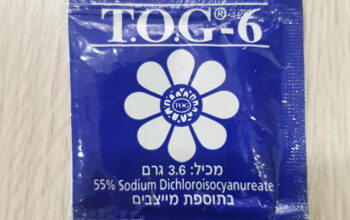 T.O.G®-6
T.O.G
מכיל: 3.6 גרם
55% Sodium Dichloroisocyanureate
בתוספת מייצבים